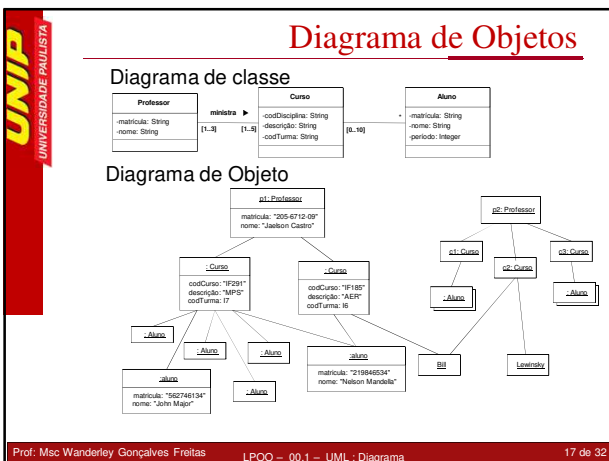 UNIP
UNIVERSIDADE PAULISTA
Diagrama de Objetos
Diagrama de classe
Professor
-matrícula: String
-nome: String
ministra
[1..3]
[1..5]
Curso
-codDisciplina: String
-descrição: String
-codTurma: String
[0..10]
*
Aluno
-matrícula: String
-nome: String
-período: Integer
Diagrama de Objeto
p1: Professor
matricula: "205-6712-09"
nome: "Jaelson Castro"
: Curso
codCurso: "IF291"
descrição: "MPS"
codTurma: I7
: Curso
codCurso: "IF185"
descrição: "AER"
codTurma: I6
: Aluno
: Aluno
: Aluno
: Aluno
:aluno
matricula: "562746134"
nome: "John Major"
:aluno
matricula: "219846534"
nome: "Nelson Mandella"
p2: Professor
c1: Curso
c2: Curso
c3: Curso
: Aluno
: Aluno
Bill
Lewinsky
Prof: Msc Wanderley Gonçalves Freitas
LPOO – 00.1 – UML : Diagrama
17 de 32